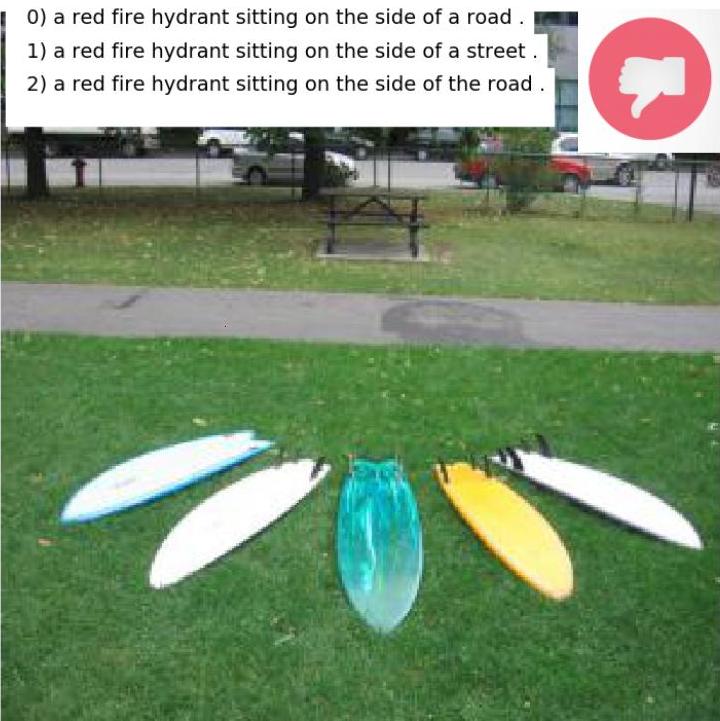 0) a red fire hydrant sitting on the side of a road .
1) a red fire hydrant sitting on the side of a street .
2) a red fire hydrant sitting on the side of the road .